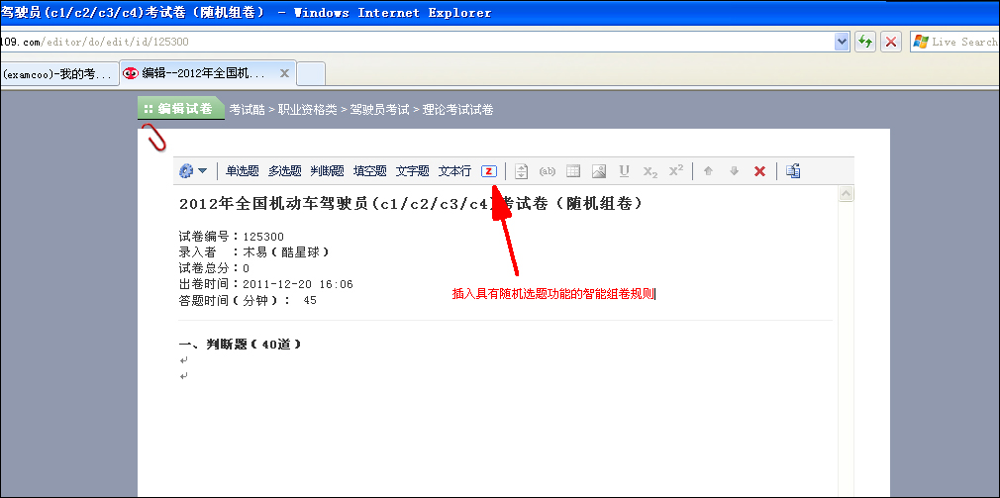 驾驶员(c1/c2/c3/c4)考试卷（随机组卷） - Windows Internet Explorer
109.com/editor/do/edit/id/125300
Live Search
(examcoo)-我的考...
编辑--2012年全国机...
编辑试卷 考试酷 > 职业资格类 > 驾驶员考试 > 理论考试试卷
单选题 多选题 判断题 填空题 文字题 文本行 Z (ab) U X₂ X²
2012年全国机动车驾驶员(c1/c2/c3/c4)考试卷（随机组卷）
试卷编号：125300
录入者 ：木易（酷星球）
试卷总分：0
出卷时间：2011-12-20 16:06
答题时间（分钟）： 45
插入具有随机选题功能的智能组卷规则
一、判断题（40道）